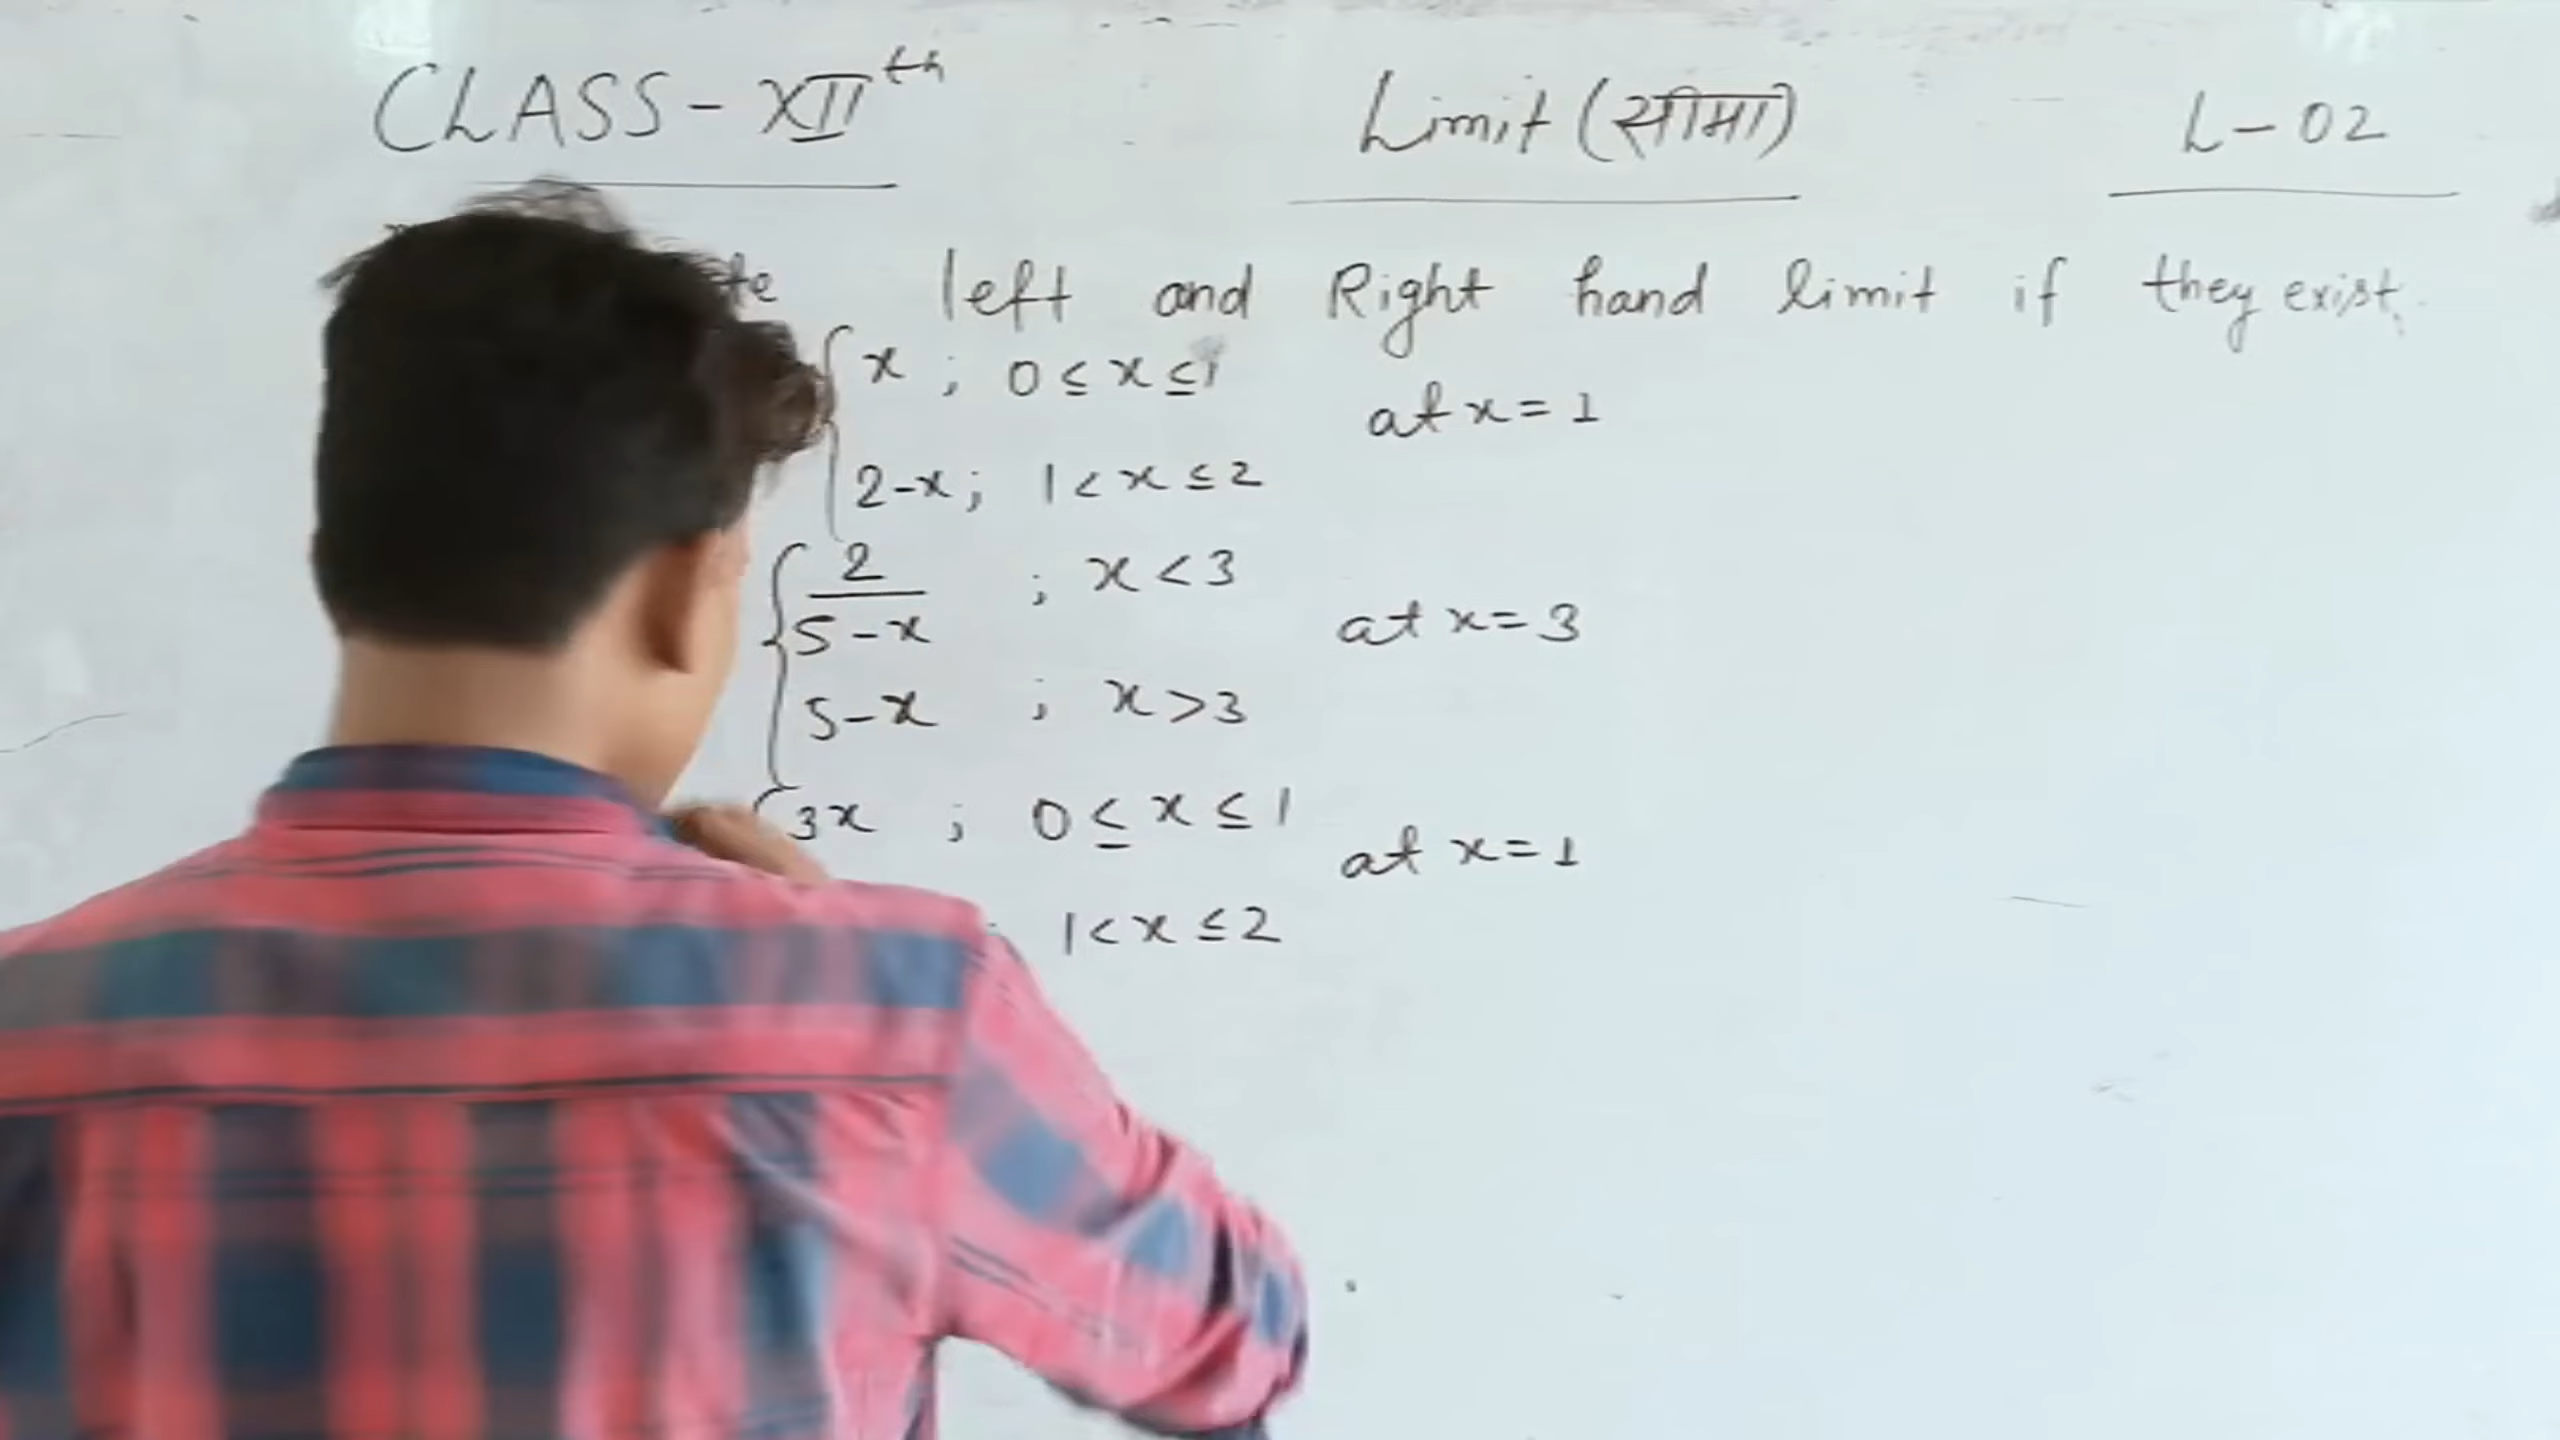 CLASS - XIIth Limit (सीमा) L-02
left and Right hand limit if they exist.
x ; 0 ≤ x ≤ 1
at x = 1
2-x ; 1 < x ≤ 2
2/5-x ; x < 3
at x = 3
5-x ; x > 3
3x ; 0 ≤ x ≤ 1
at x = 1
1 < x ≤ 2